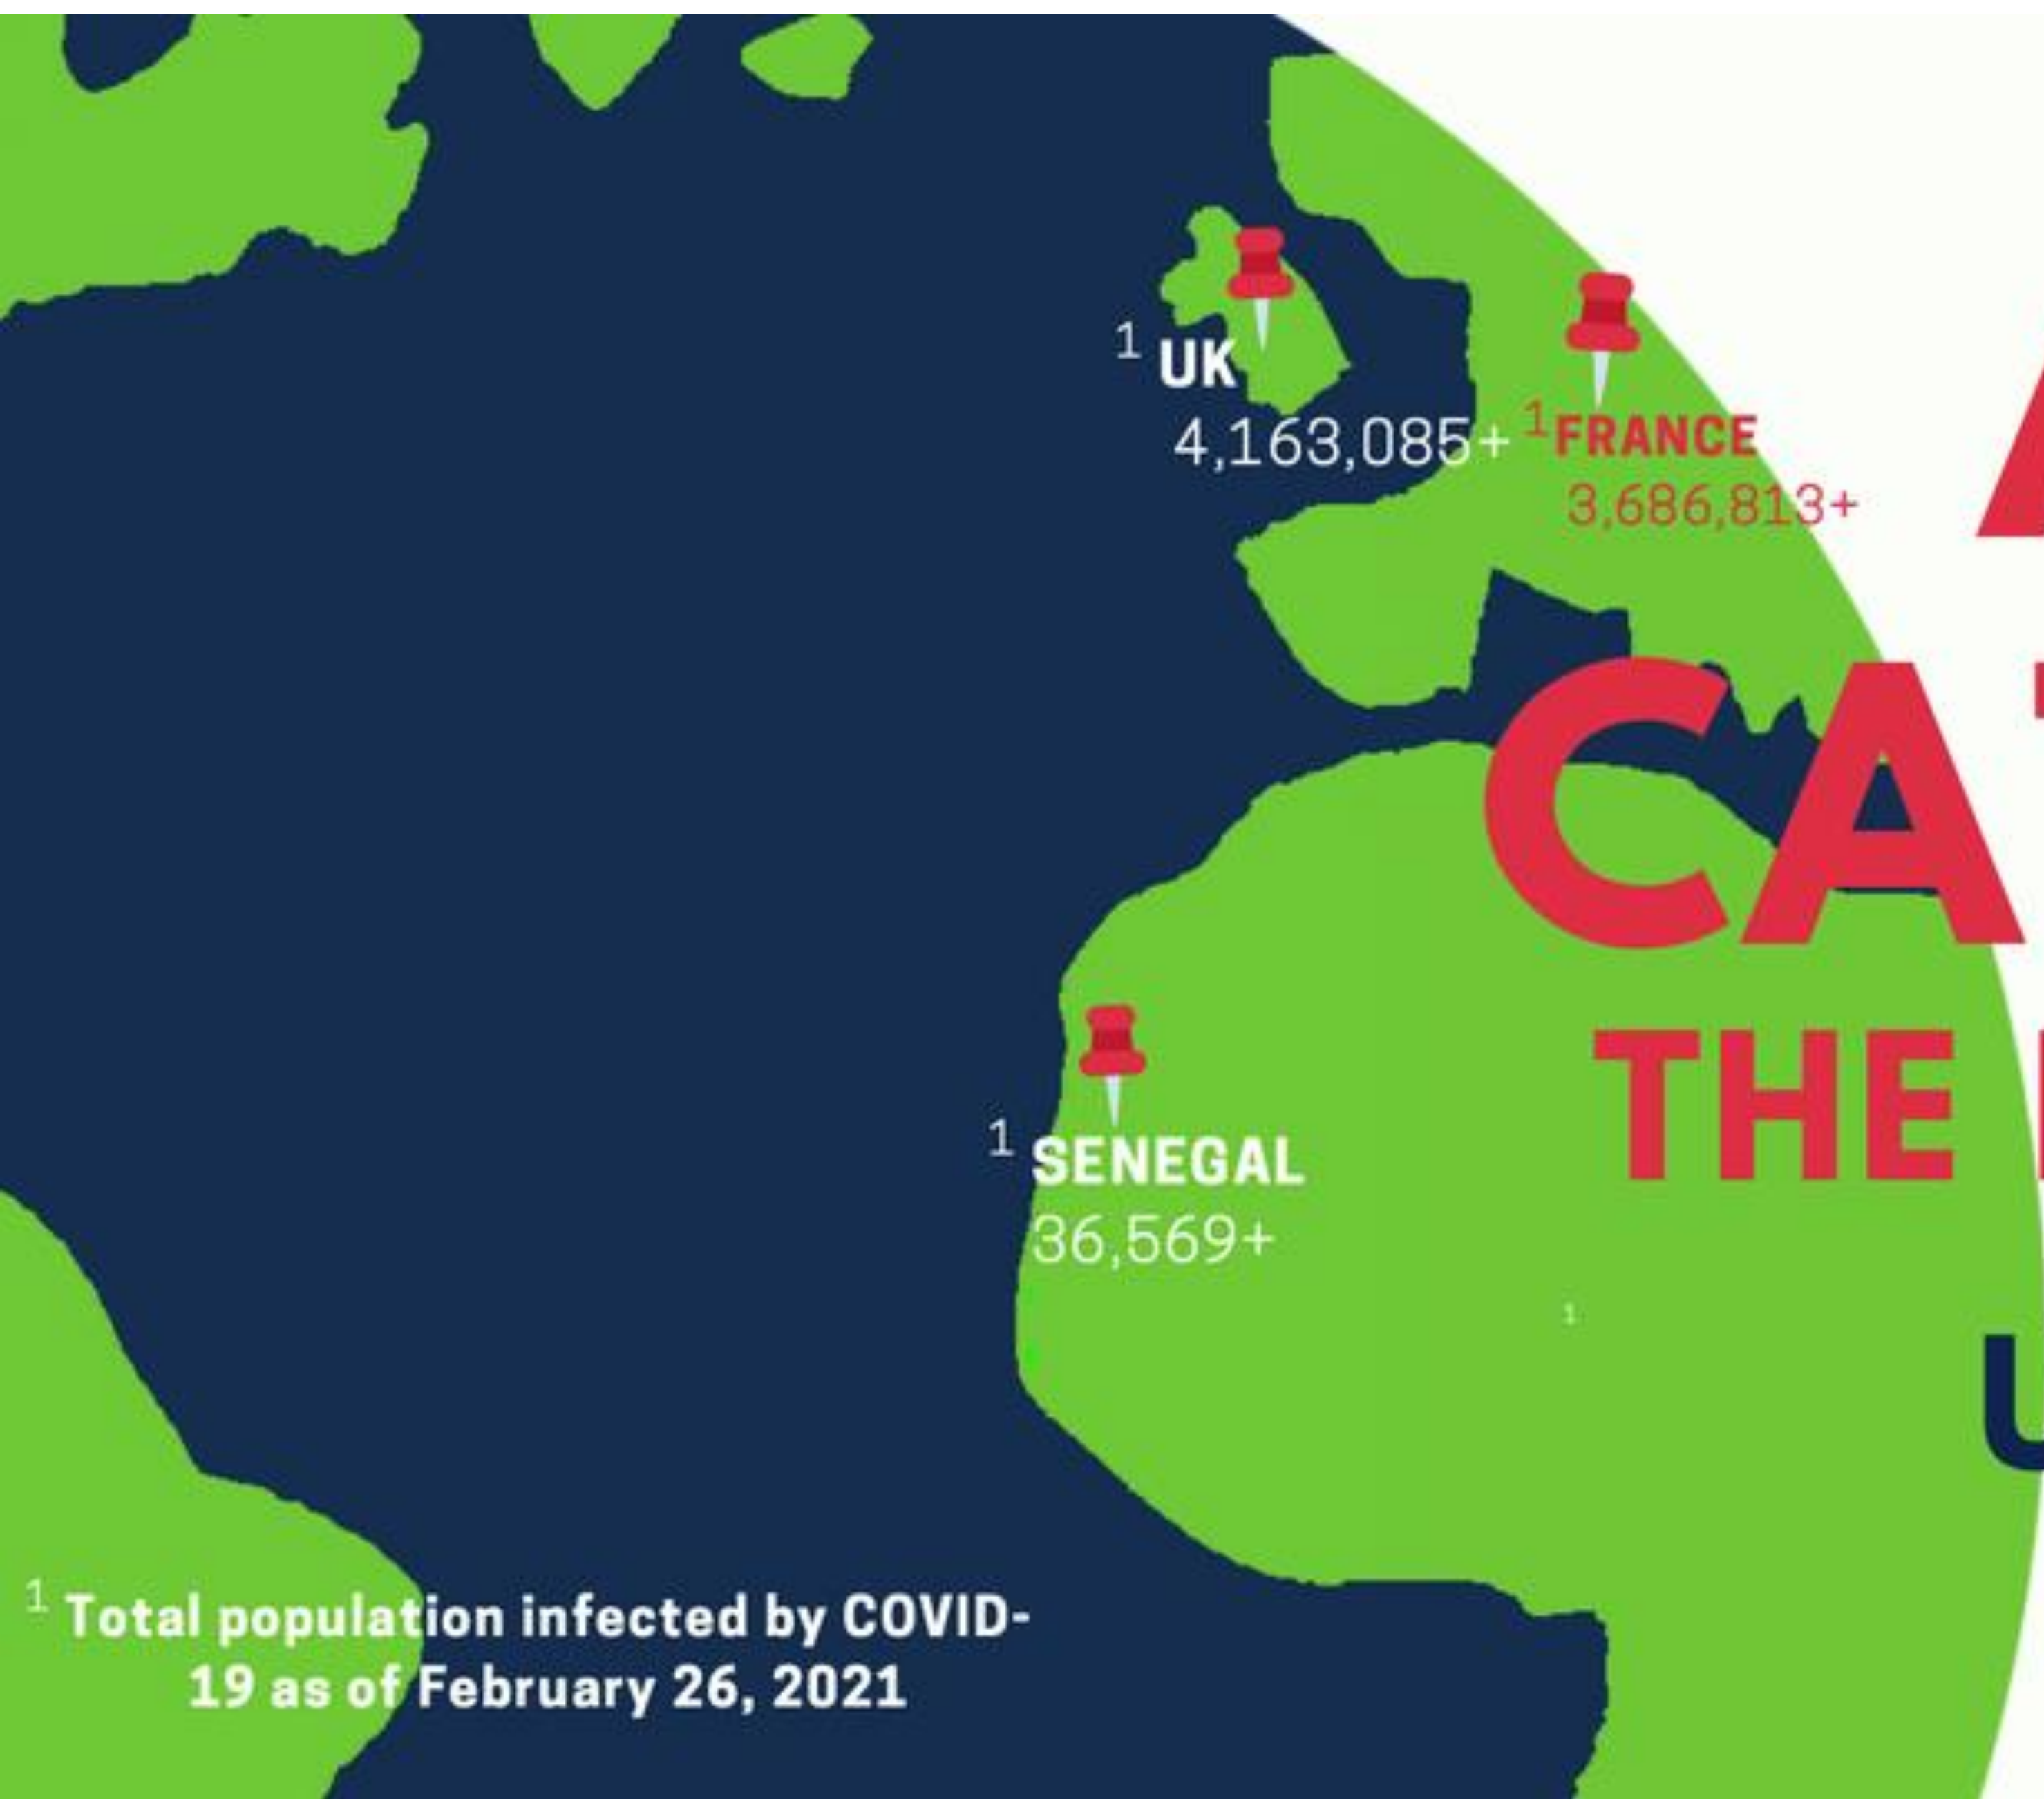 1 UK
4,163,085+
1 FRANCE
3,686,813+
CA
THE
1 SENEGAL
36,569+
1
U
1 Total population infected by COVID-
19 as of February 26, 2021